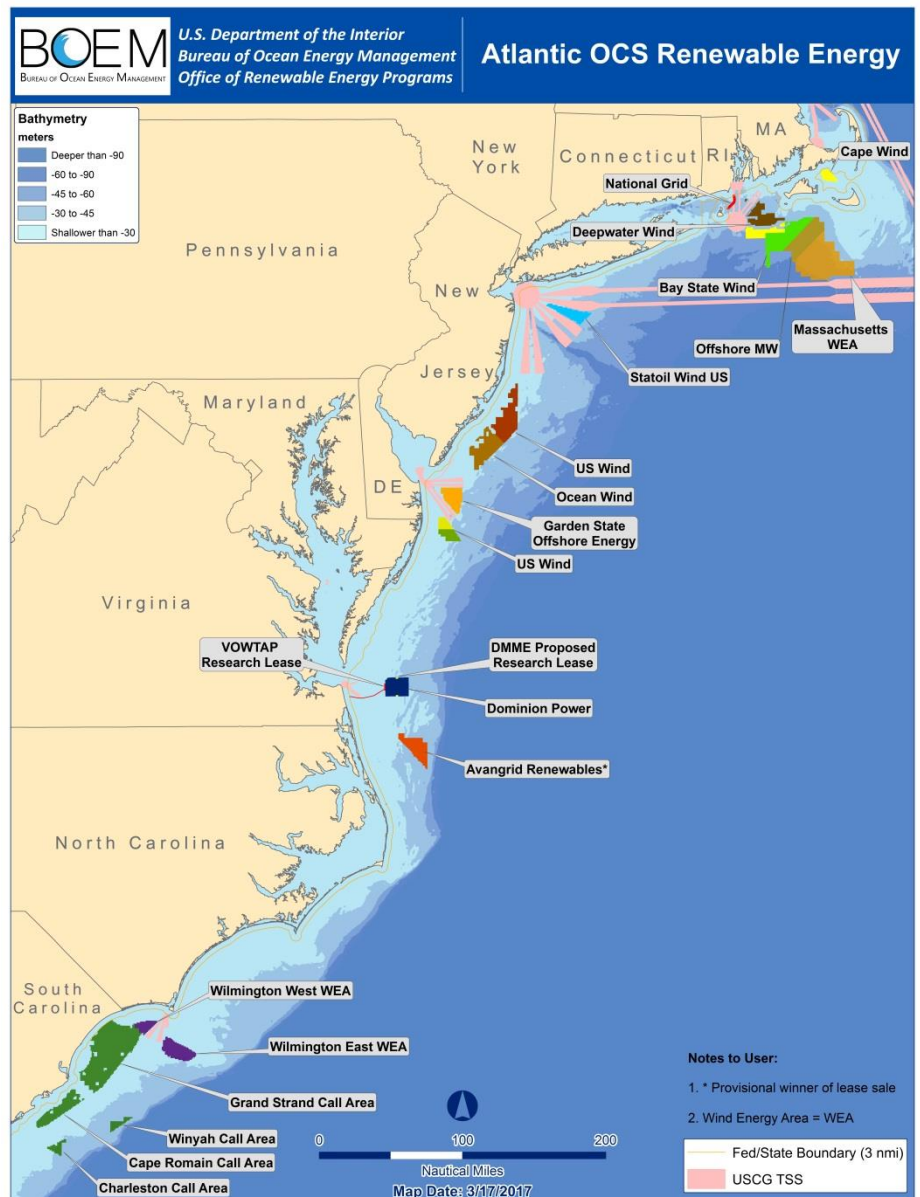 BOEM
BUREAU OF OCEAN ENERGY MANAGEMENT
U.S. Department of the Interior
Bureau of Ocean Energy Management
Office of Renewable Energy Programs
Atlantic OCS Renewable Energy
Bathymetry
meters
Deeper than -90
-60 to -90
-45 to -60
-30 to -45
Shallower than -30
New
York
Connecticut
RI
MA
Cape Wind
National Grid
Deepwater Wind
Pennsylvania
New
Jersey
Bay State Wind
Massachusetts
WEA
Offshore MW
Statoil Wind US
Maryland
DE
US Wind
Ocean Wind
Garden State
Offshore Energy
US Wind
Virginia
VOWTAP
Research Lease
DMME Proposed
Research Lease
Dominion Power
Avangrid Renewables*
North Carolina
South
Carolina
Wilmington West WEA
Wilmington East WEA
Grand Strand Call Area
Winyah Call Area
Cape Romain Call Area
Charleston Call Area
0 100 200
Nautical Miles
Map Date: 3/17/2017
Notes to User:
1. * Provisional winner of lease sale
2. Wind Energy Area = WEA
Fed/State Boundary (3 nmi)
USCG TSS